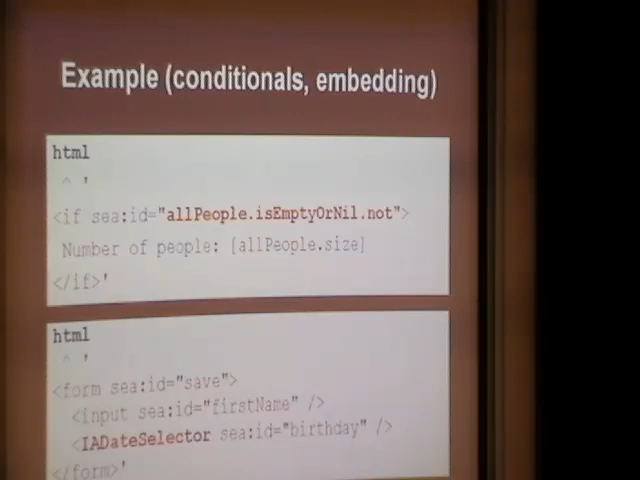 Example (conditionals, embedding)
html
^ '
<if sea:id="allPeople.isEmptyOrNil.not">
Number of people: [allPeople.size]
</if>'
html
^ '
<form sea:id="save">
<input sea:id="firstName" />
<IADateSelector sea:id="birthday" />
</form>'